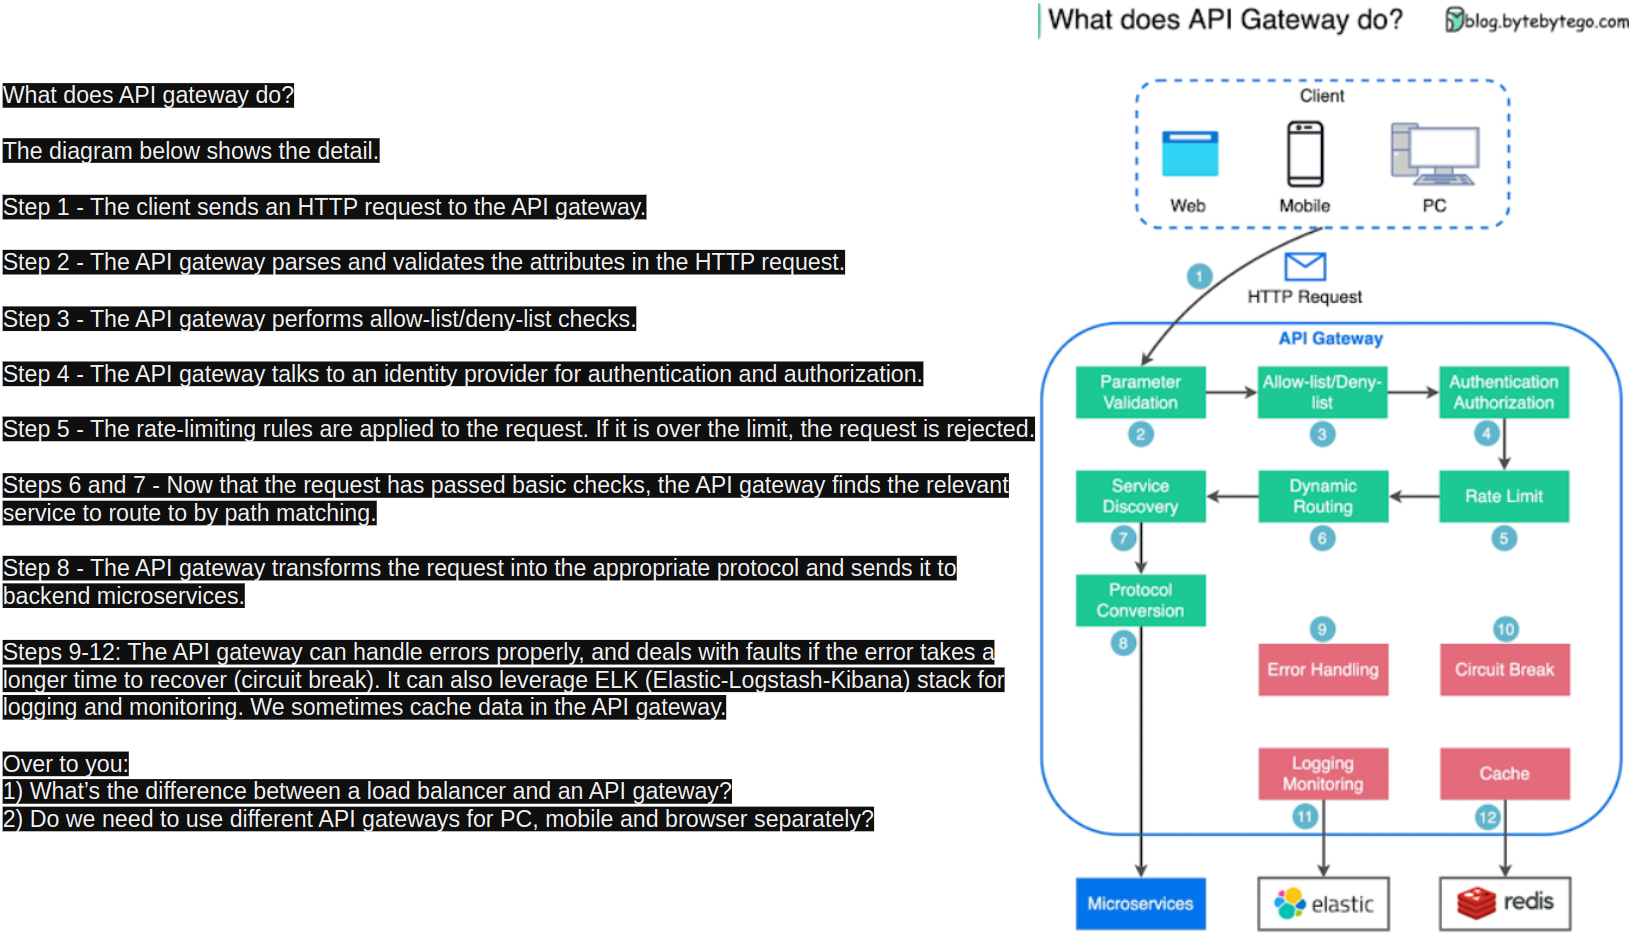 What does API gateway do?
The diagram below shows the detail.
Step 1 - The client sends an HTTP request to the API gateway.
Step 2 - The API gateway parses and validates the attributes in the HTTP request.
Step 3 - The API gateway performs allow-list/deny-list checks.
Step 4 - The API gateway talks to an identity provider for authentication and authorization.
Step 5 - The rate-limiting rules are applied to the request. If it is over the limit, the request is rejected.
Steps 6 and 7 - Now that the request has passed basic checks, the API gateway finds the relevant
service to route to by path matching.
Step 8 - The API gateway transforms the request into the appropriate protocol and sends it to
backend microservices.
Steps 9-12: The API gateway can handle errors properly, and deals with faults if the error takes a
longer time to recover (circuit break). It can also leverage ELK (Elastic-Logstash-Kibana) stack for
logging and monitoring. We sometimes cache data in the API gateway.
Over to you:
1) What’s the difference between a load balancer and an API gateway?
2) Do we need to use different API gateways for PC, mobile and browser separately?
What does API Gateway do?
blog.bytebytego.com
Client
Web
Mobile
PC
1
HTTP Request
API Gateway
Parameter
Validation
2
Allow-list/Deny-
list
3
Authentication
Authorization
4
Service
Discovery
7
Dynamic
Routing
6
Rate Limit
5
Protocol
Conversion
8
9
Error Handling
10
Circuit Break
Logging
Monitoring
11
Cache
12
Microservices
elastic
redis